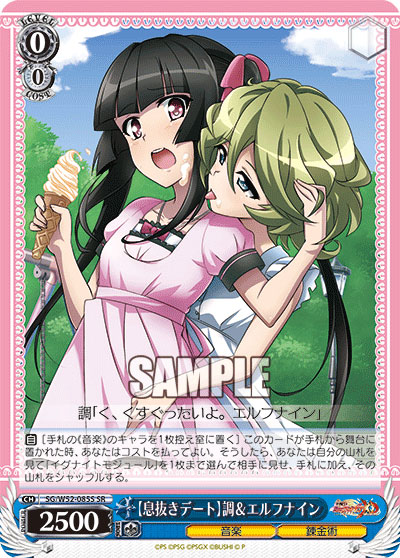 LEVEL
0
0
COST
SAMPLE
調「く、くすぐったいよ。エルフナイン」
自［手札の《音楽》のキャラを1枚控え室に置く］このカードが手札から舞台に
置かれた時、あなたはコストを払ってよい。そうしたら、あなたは自分の山札を
見て「イグナイトモジュール」を1枚まで選んで相手に見せ、手札に加え、その
山札をシャッフルする。
CH
SG/W52-085S SR
【息抜きデート】調&エルフナイン
POWER
2500
音楽
錬金術
©PS ©PSG ©PSGX ©BUSHI © P